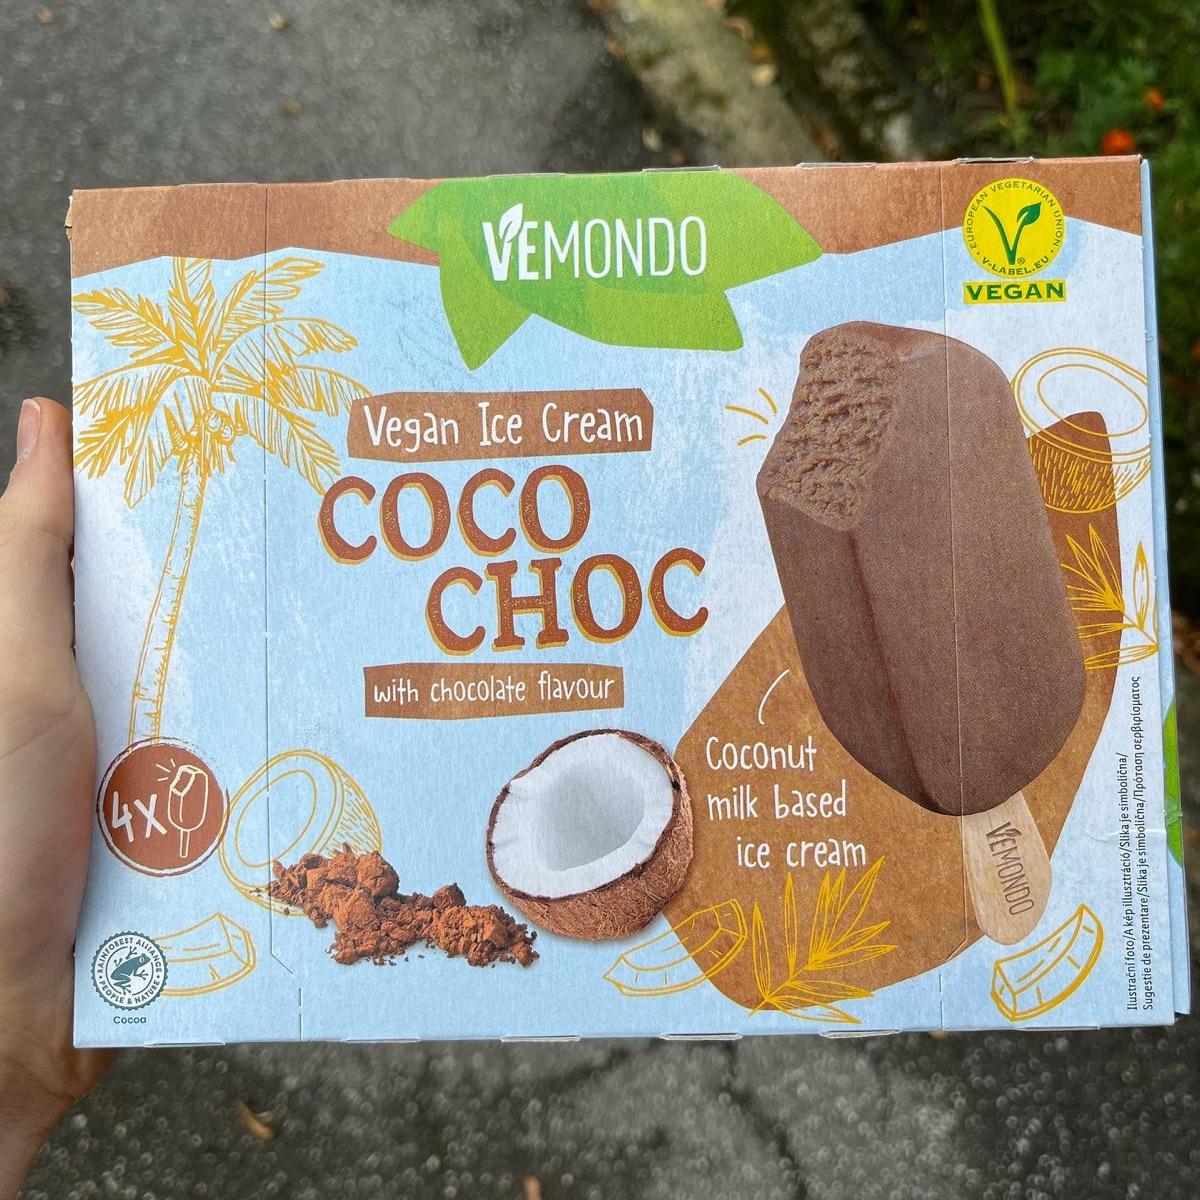 VEMONDO
EUROPEAN VEGETARIAN UNION
V-LABEL.EU
®
VEGAN
Vegan Ice Cream
COCO
CHOC
with chocolate flavour
Coconut
milk based
ice cream
4X
VEMONDO
RAINFOREST ALLIANCE
PEOPLE & NATURE
Cocoa
Ilustrační foto/A kép illusztráció/Slika je simbolična/
Sugestie de prezentare/Slika je simbolična/Πρόταση σερβιρίσματος